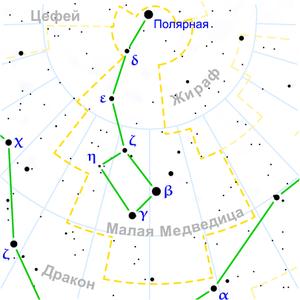 Цефей
Полярная
δ
Жираф
ε
χ
ζ
η
β
γ
Малая Медведица
ζ
Дракон
α